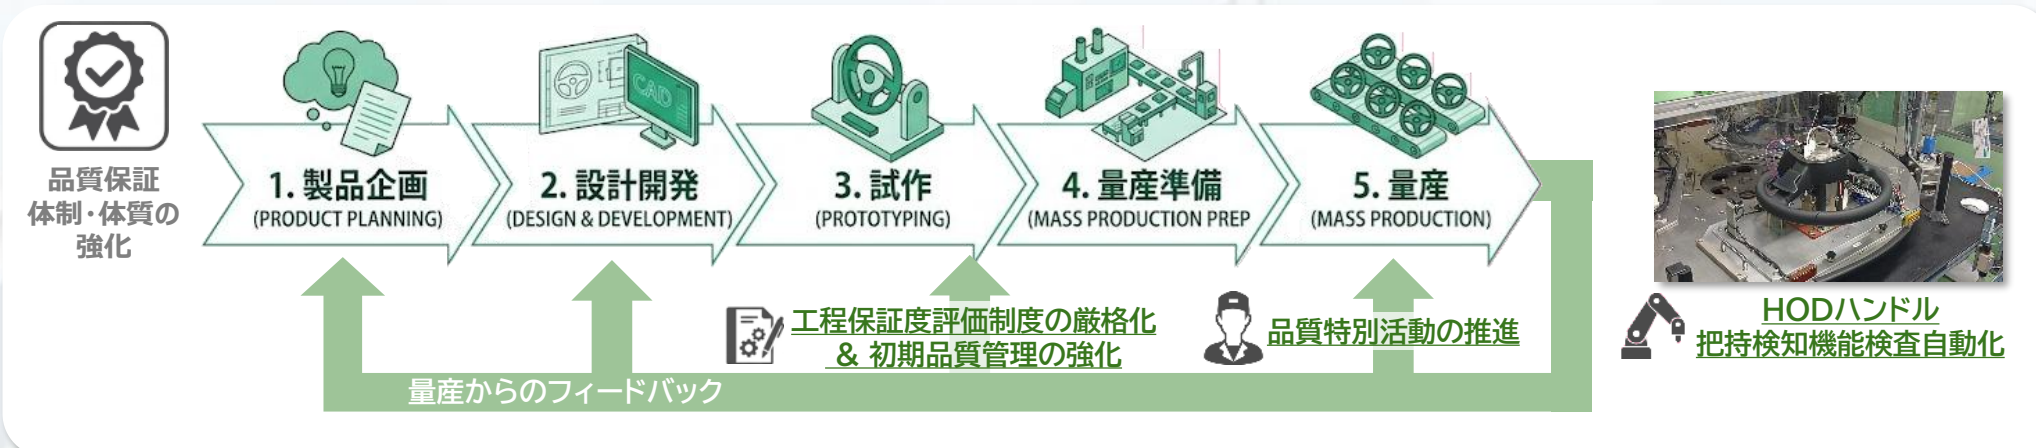 品質保証
体制・体質の
強化
CAD
1. 製品企画
(PRODUCT PLANNING)
2. 設計開発
(DESIGN & DEVELOPMENT)
3. 試作
(PROTOTYPING)
4. 量産準備
(MASS PRODUCTION PREP
5. 量産
(MASS PRODUCTION)
工程保証度評価制度の厳格化
& 初期品質管理の強化
品質特別活動の推進
量産からのフィードバック
HODハンドル
把持検知機能検査自動化